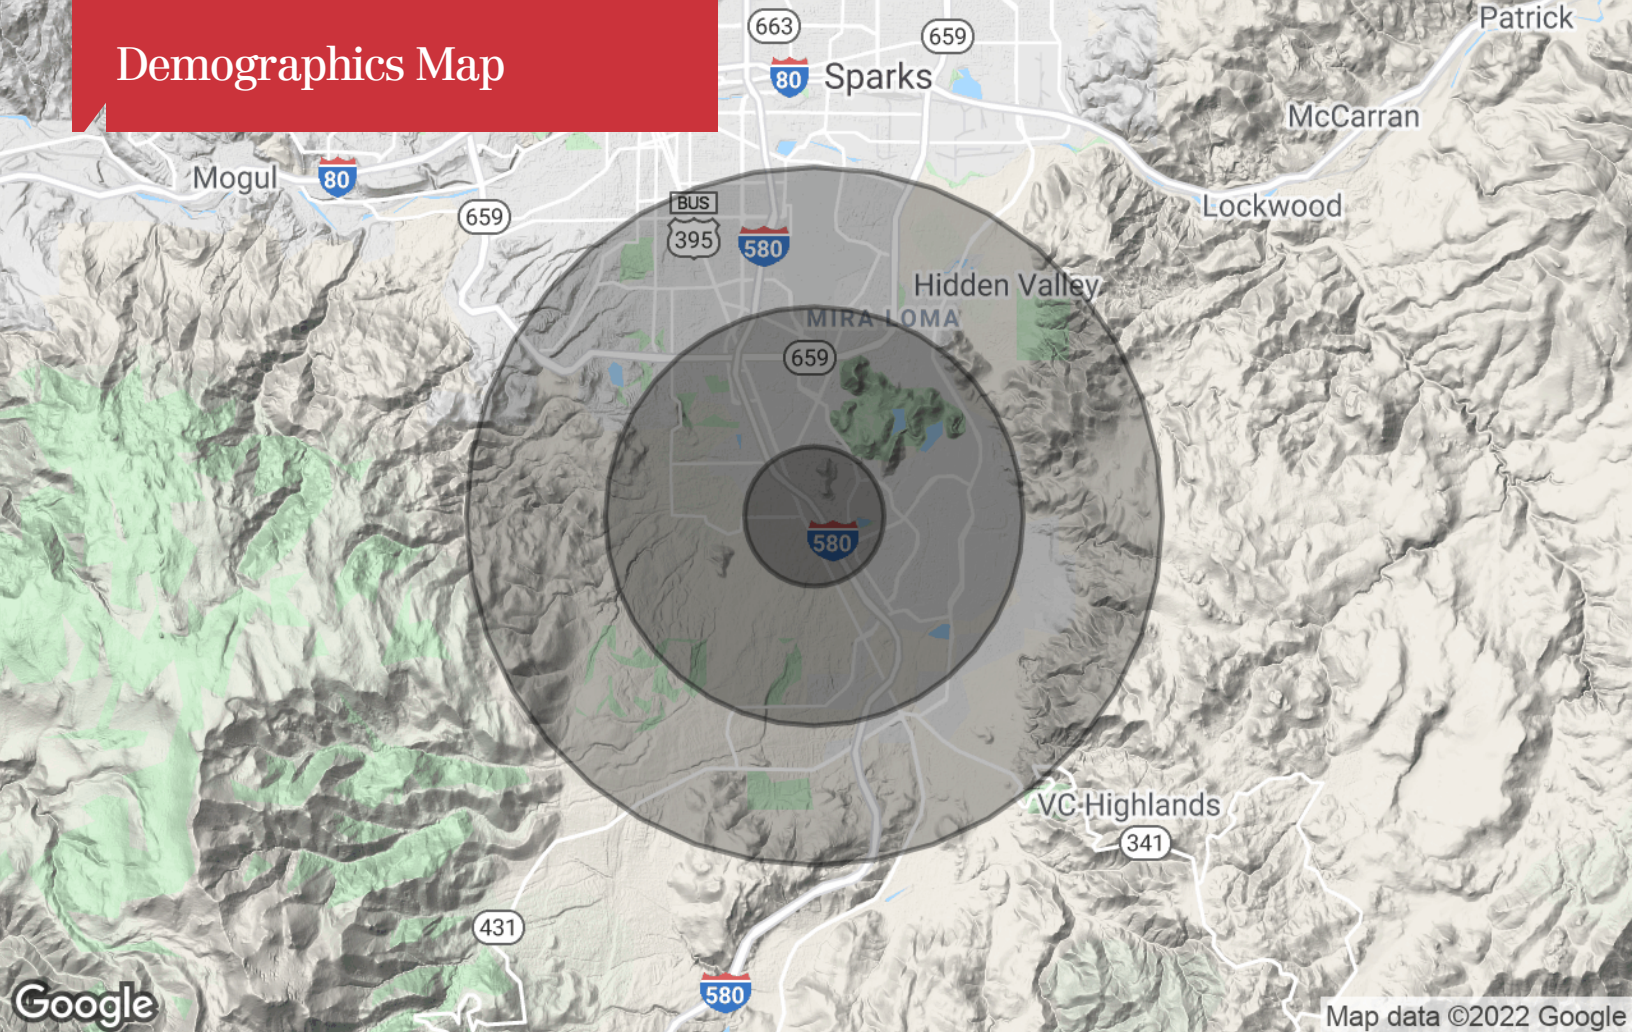 Demographics Map
663
659
80
Sparks
Patrick
McCarran
Mogul
80
Lockwood
659
BUS
395
580
Hidden Valley
MIRA LOMA
659
580
VC Highlands
341
431
580
Google
Map data ©2022 Google